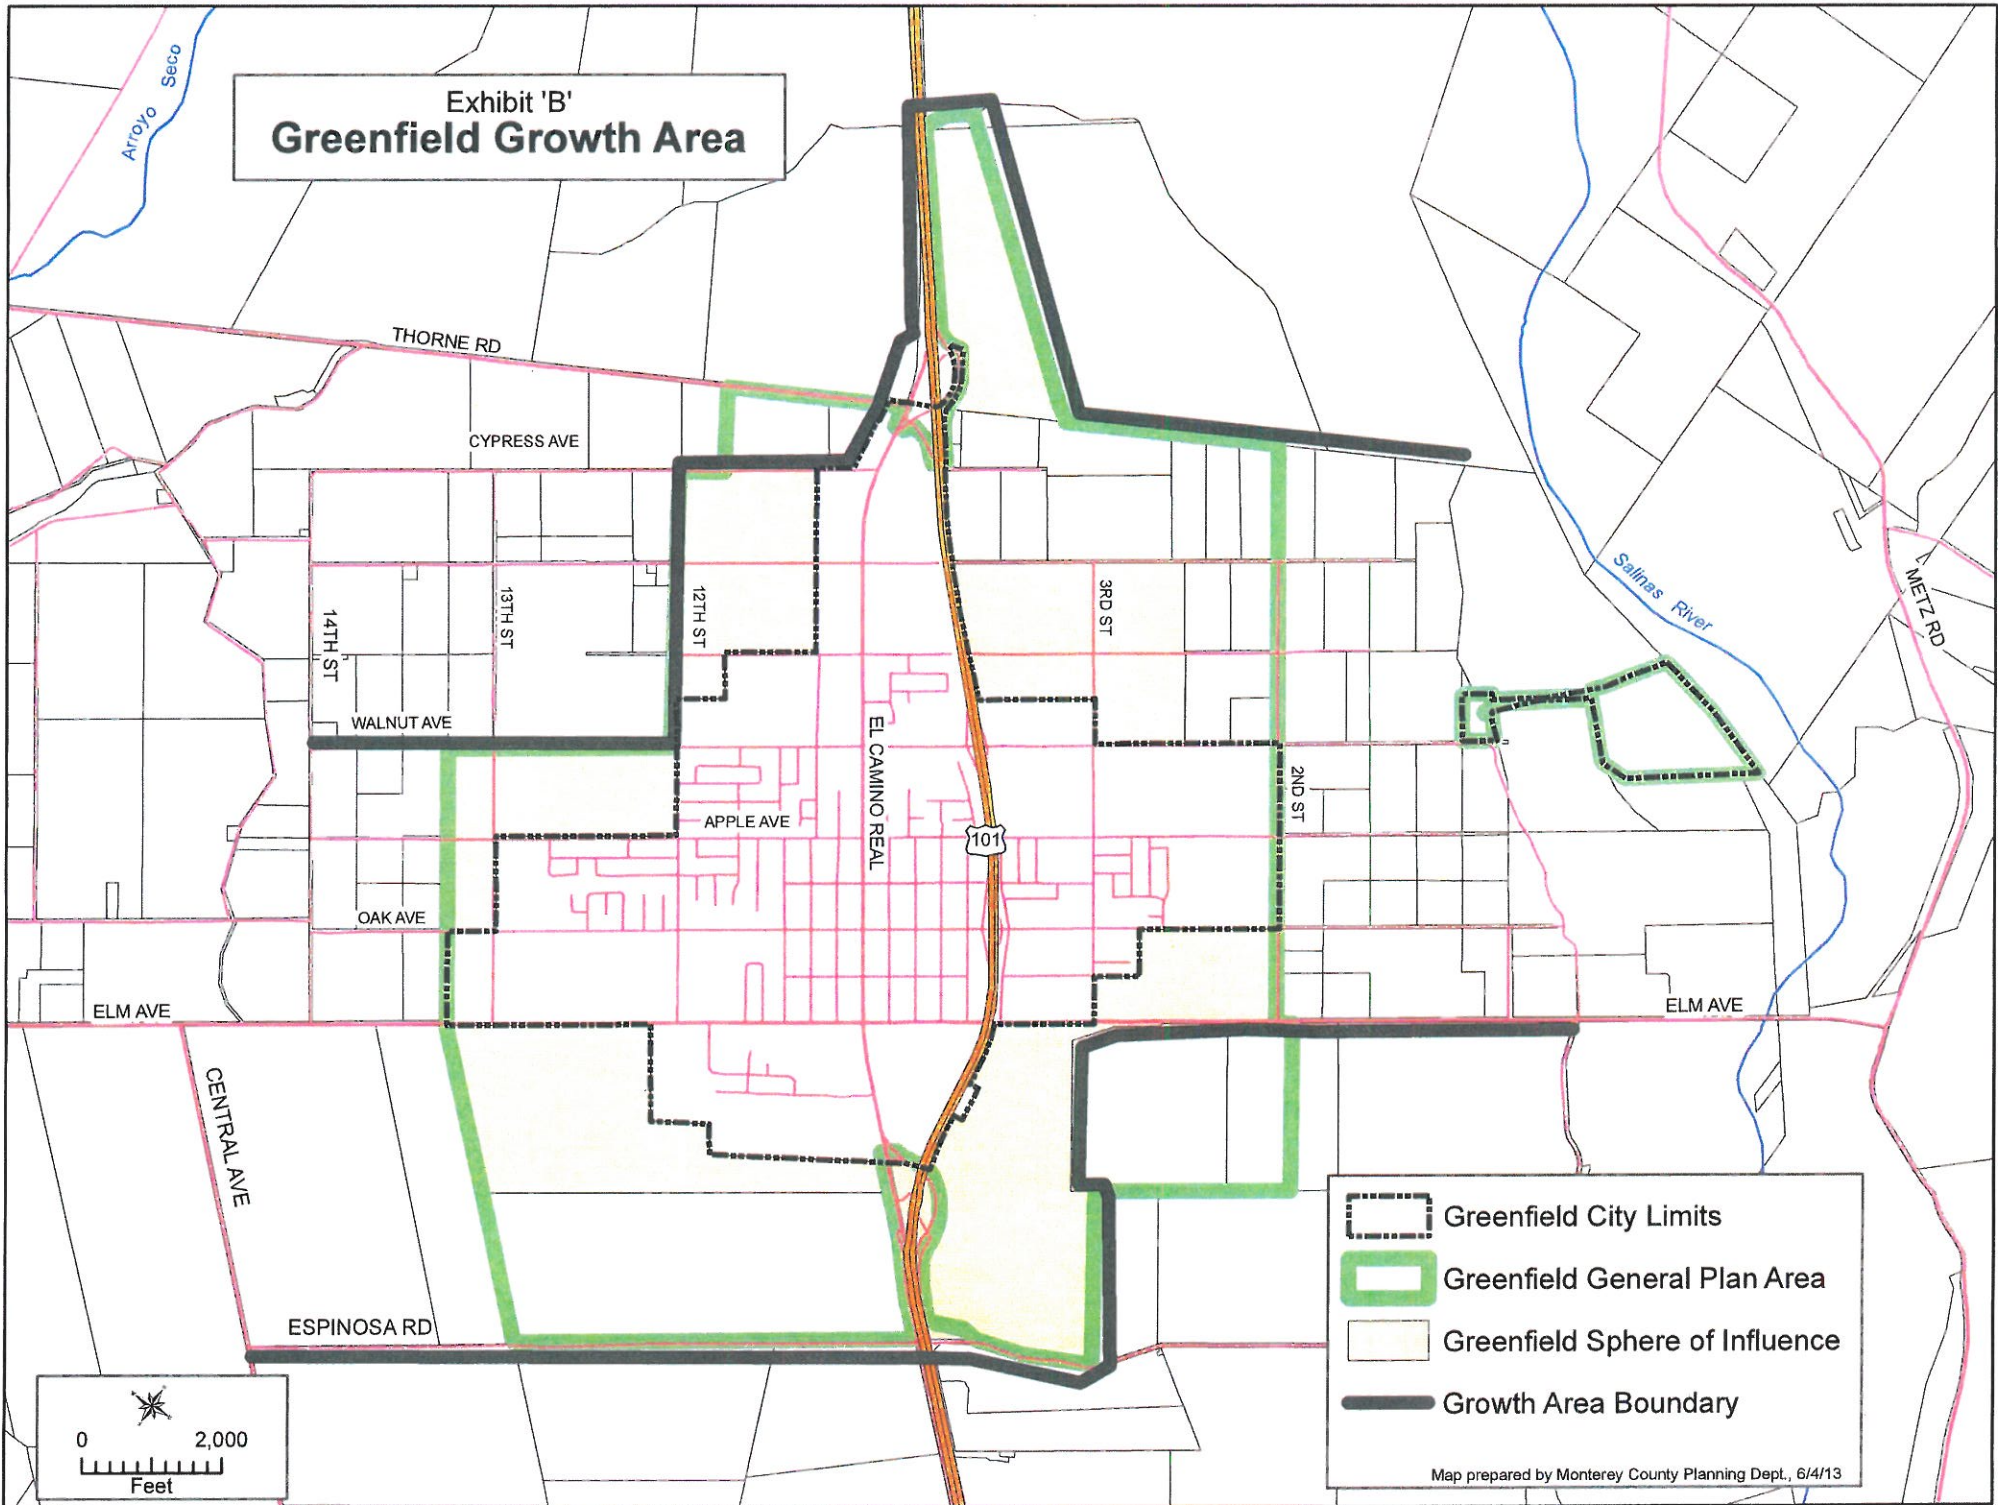 Exhibit 'B'
Greenfield Growth Area
Arroyo Seco
THORNE RD
CYPRESS AVE
14TH ST
13TH ST
12TH ST
3RD ST
Salinas River
METZ RD
WALNUT AVE
EL CAMINO REAL
2ND ST
APPLE AVE
101
OAK AVE
ELM AVE
ELM AVE
CENTRAL AVE
ESPINOSA RD
Greenfield City Limits
Greenfield General Plan Area
Greenfield Sphere of Influence
Growth Area Boundary
Map prepared by Monterey County Planning Dept., 6/4/13
0 2,000
Feet